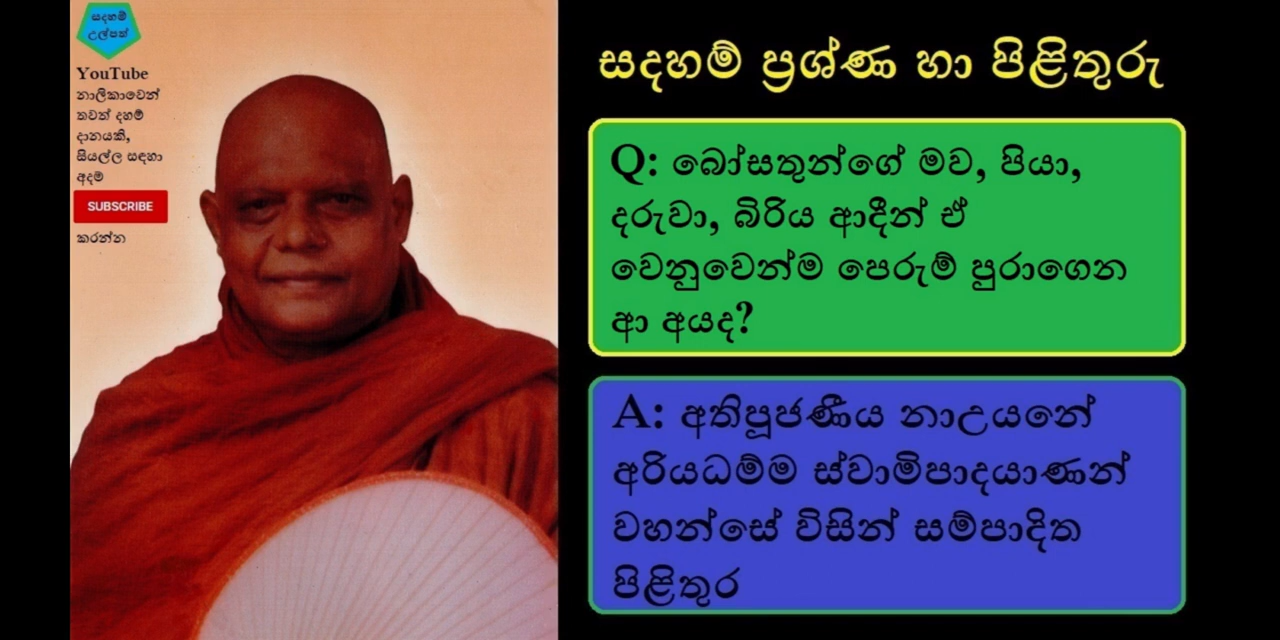 සදහම්
උල්පත්
YouTube
නාලිකාවෙන්
තවත් දහම්
දානයකි,
සියල්ල සඳහා
අදම
SUBSCRIBE
කරන්න
සදහම් ප්‍රශ්ණ හා පිළිතුරු
Q: බෝසතුන්ගේ මව, පියා,
දරුවා, බිරිය ආදීන් ඒ
වෙනුවෙන්ම පෙරුම් පුරාගෙන
ආ අයද?
A: අතිපූජණීය නාඋයනේ
අරියධම්ම ස්වාමිපාදයාණන්
වහන්සේ විසින් සම්පාදිත
පිළිතුර